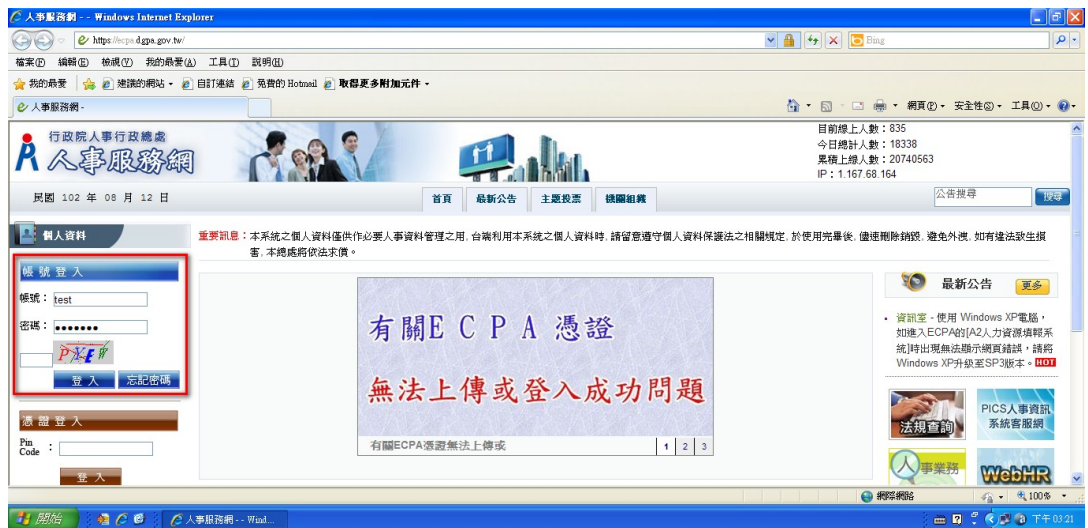 人事服務網 - - Windows Internet Explorer
https://ecpa.dgpa.gov.tw/
Bing
檔案(F) 編輯(E) 檢視(V) 我的最愛(A) 工具(T) 說明(H)
我的最愛 建議的網站 自訂連結 免費的 Hotmail 取得更多附加元件
人事服務網 -
網頁(P) 安全性(S) 工具(O)
行政院人事行政總處
人事服務網
目前線上人數:835
今日總計人數:18338
累積上線人數:20740563
IP:1.167.68.164
民國 102 年 08 月 12 日
首頁 最新公告 主題投票 機關組織
公告搜尋 搜尋
個人資料
重要訊息:本系統之個人資料僅供作必要人事資料管理之用, 台端利用本系統之個人資料時, 請留意遵守個人資料保護法之相關規定, 於使用完畢後, 儘速刪除銷毀, 避免外洩, 如有違法致生損
害, 本總處將依法求償。
帳 號 登 入
帳號: test
密碼: ●●●●●●●
PXEW
登 入 忘記密碼
憑 證 登 入
Pin
Code :
登 入
有關E C P A 憑證
無法上傳或登入成功問題
有關ECPA憑證無法上傳或
1 2 3
最新公告 更多
資訊室 - 使用 Windows XP電腦,
如進入ECPA的[A2人力資源填報系
統]時出現無法顯示網頁錯誤,請將
Windows XP升級至SP3版本。HOT
法規查詢
PICS人事資訊
系統客服網
人事業務
WebHR
網際網路 100%
開始 人事服務網 - - Wind... 下午 03:21